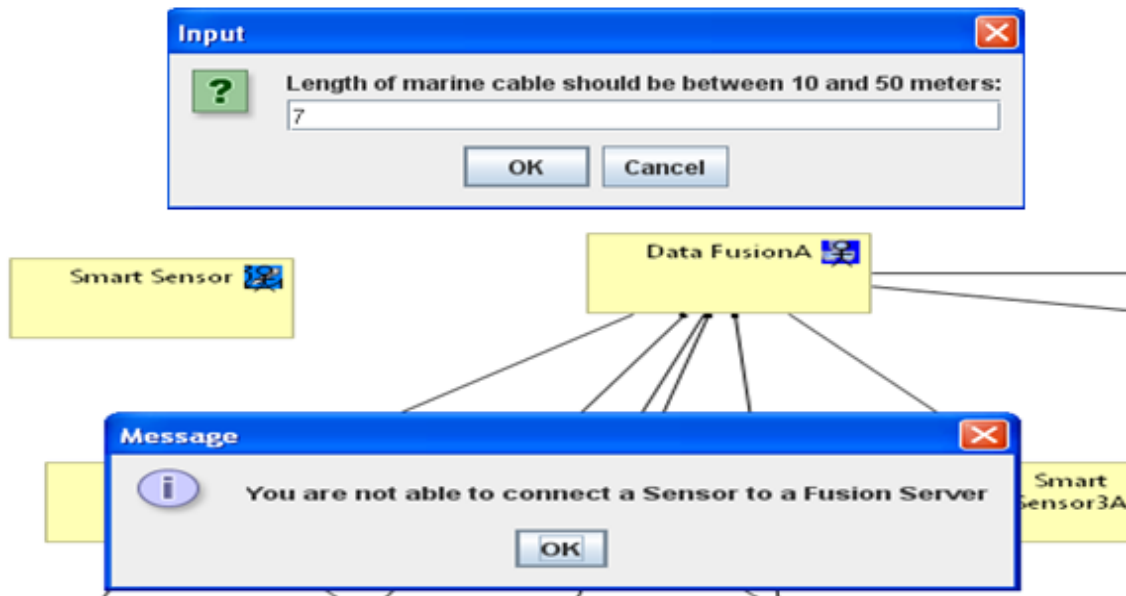 Input
Length of marine cable should be between 10 and 50 meters:
7
OK
Cancel
Smart Sensor
Data FusionA
Message
You are not able to connect a Sensor to a Fusion Server
OK
Smart
Sensor3A